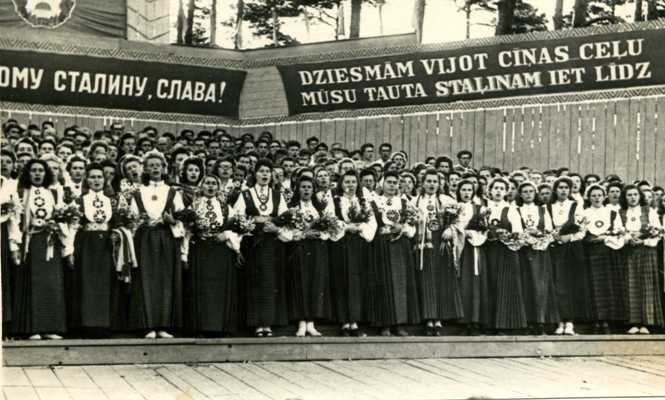 ОМУ СТАЛИНУ, СЛАВА!
DZIESMĀM VIJOT CĪŅAS CEĻU
MŪSU TAUTA STAĻINAM IET LĪDZ